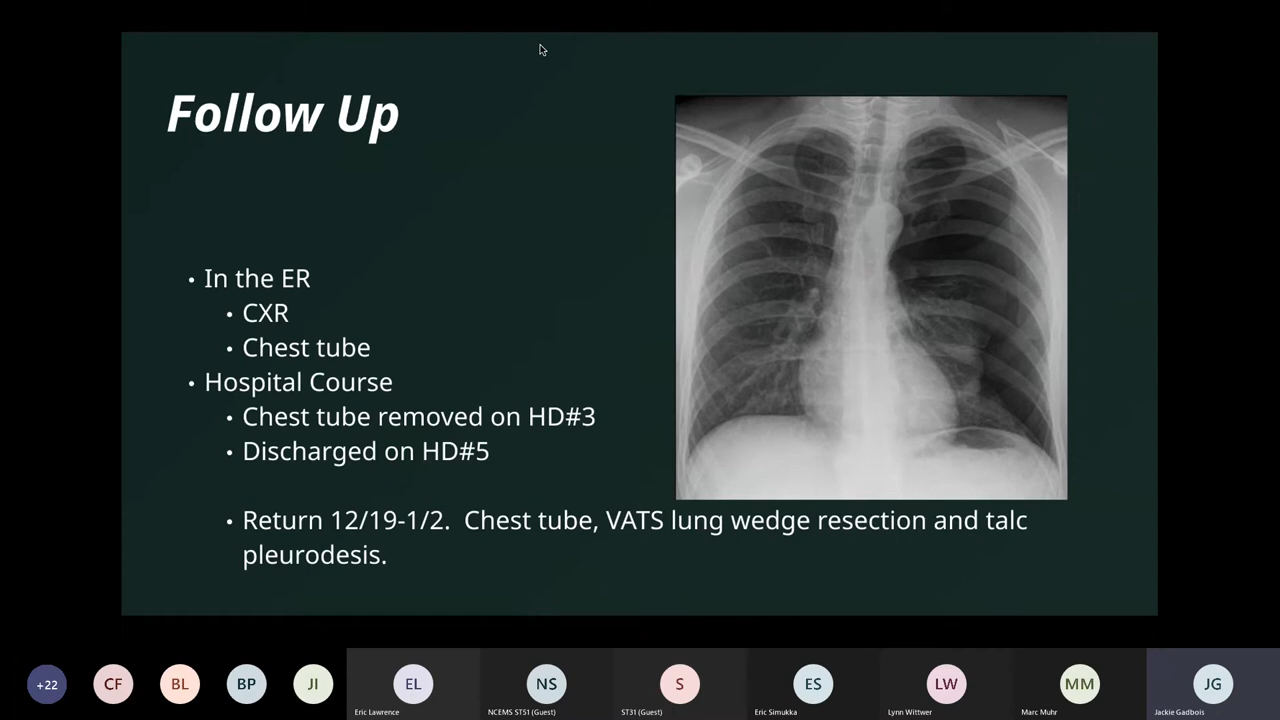 Follow Up
• In the ER
• CXR
• Chest tube
• Hospital Course
• Chest tube removed on HD#3
• Discharged on HD#5
• Return 12/19-1/2. Chest tube, VATS lung wedge resection and talc
pleurodesis.
+22
CF
BL
BP
JI
EL
NS
S
ES
LW
MM
JG
Eric Lawrence
NCEMS ST51 (Guest)
ST31 (Guest)
Eric Simukka
Lynn Wittwer
Marc Muhr
Jackie Gadbois